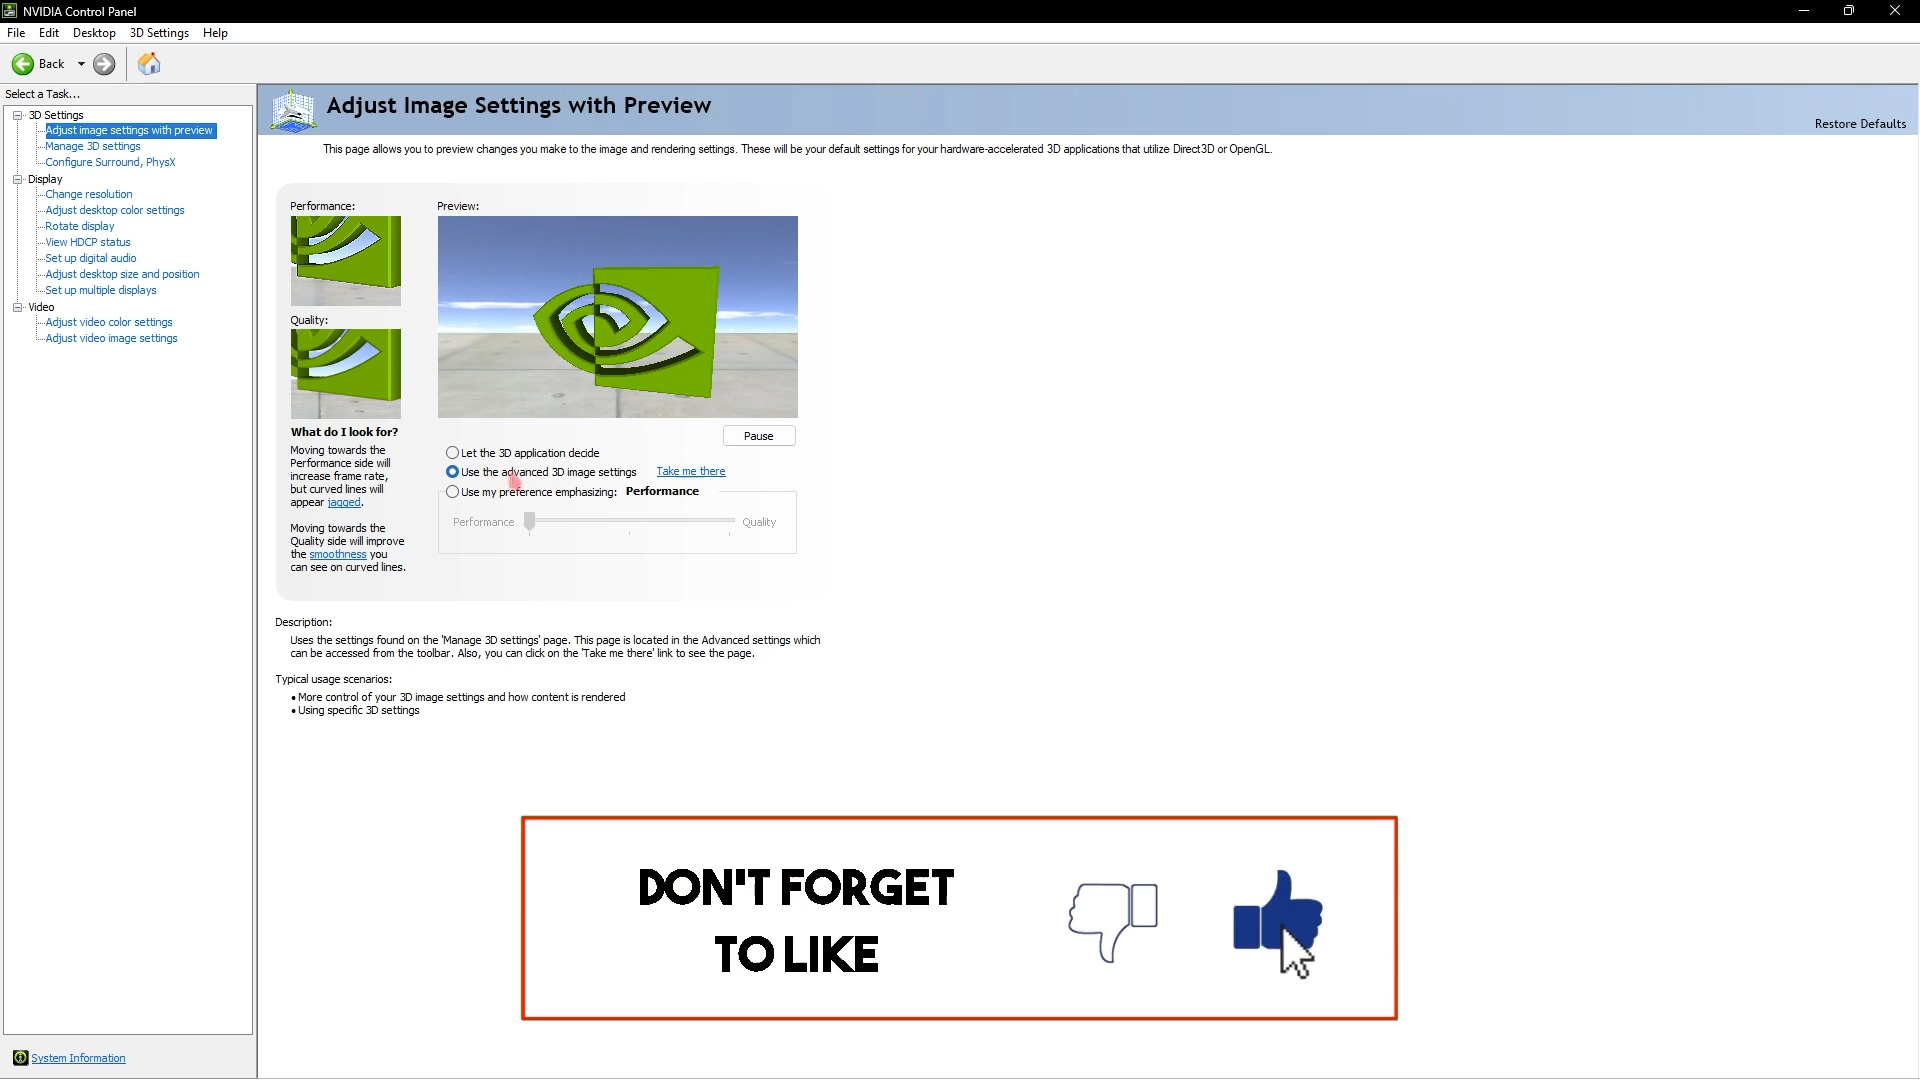 NVIDIA Control Panel
File Edit Desktop 3D Settings Help
Back
Select a Task...
3D Settings
Adjust image settings with preview
Manage 3D settings
Configure Surround, PhysX
Display
Change resolution
Adjust desktop color settings
Rotate display
View HDCP status
Set up digital audio
Adjust desktop size and position
Set up multiple displays
Video
Adjust video color settings
Adjust video image settings
System Information
Adjust Image Settings with Preview
Restore Defaults
This page allows you to preview changes you make to the image and rendering settings. These will be your default settings for your hardware-accelerated 3D applications that utilize Direct3D or OpenGL.
Performance:
Quality:
What do I look for?
Moving towards the
Performance side will
increase frame rate,
but curved lines will
appear jagged.
Moving towards the
Quality side will improve
the smoothness you
can see on curved lines.
Preview:
Pause
Let the 3D application decide
Use the advanced 3D image settings Take me there
Use my preference emphasizing: Performance
Performance Quality
Description:
Uses the settings found on the 'Manage 3D settings' page. This page is located in the Advanced settings which
can be accessed from the toolbar. Also, you can click on the 'Take me there' link to see the page.
Typical usage scenarios:
• More control of your 3D image settings and how content is rendered
• Using specific 3D settings
DON'T FORGET
TO LIKE